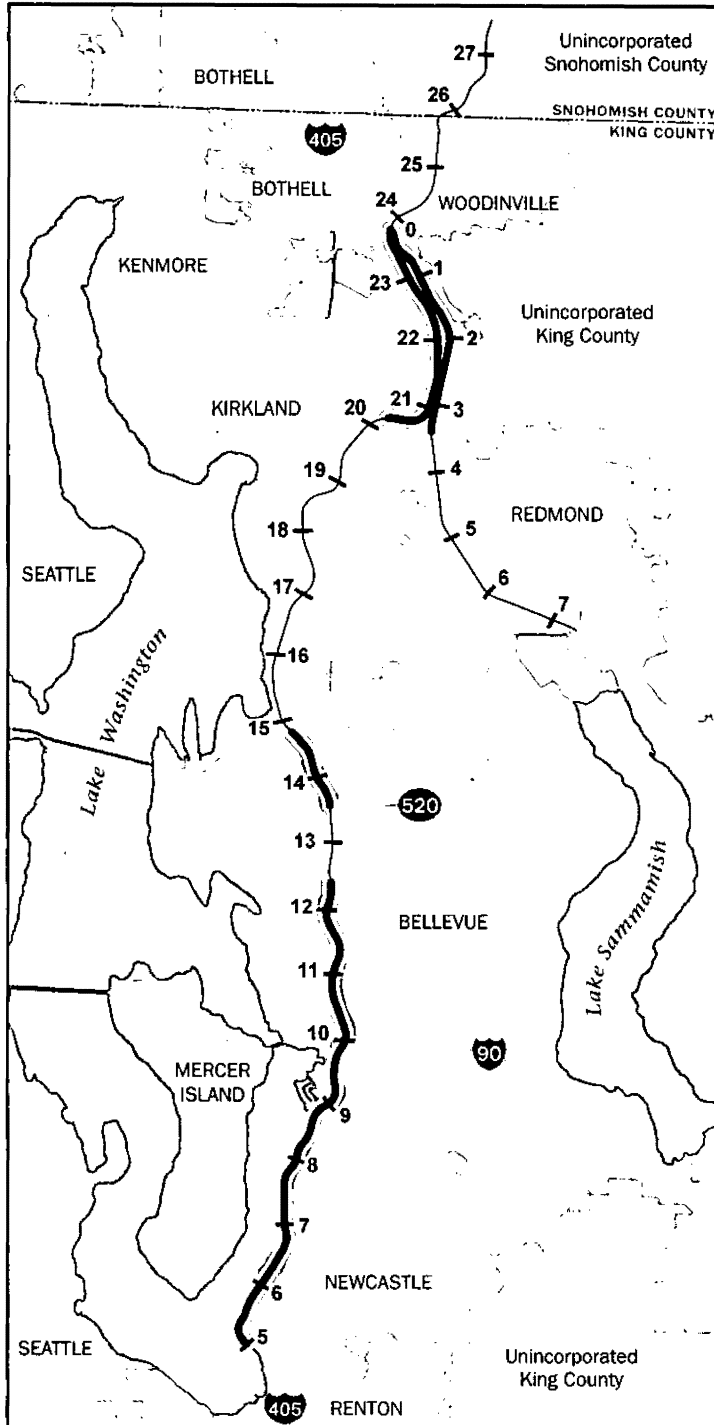 27
Unincorporated
Snohomish County
BOTHELL
26
SNOHOMISH COUNTY
KING COUNTY
405
25
BOTHELL
WOODINVILLE
24
0
KENMORE
23
1
Unincorporated
King County
22
2
KIRKLAND
20
21
3
19
4
REDMOND
18
5
SEATTLE
17
6
7
16
Lake Washington
15
14
520
13
12
BELLEVUE
Lake Sammamish
11
10
90
MERCER
ISLAND
9
8
7
6
NEWCASTLE
5
SEATTLE
Unincorporated
King County
405
RENTON